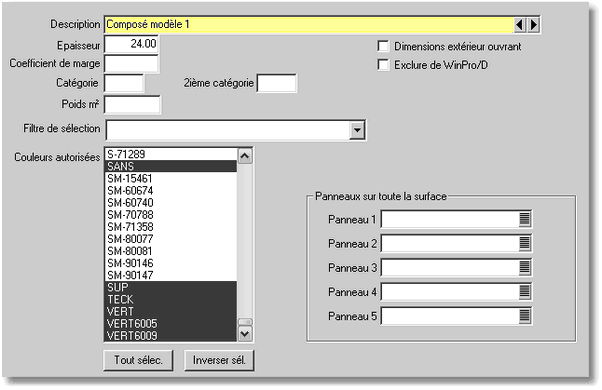 Description Composé modèle 1
Epaisseur 24.00
Dimensions extérieur ouvrant
Coefficient de marge
Exclure de WinPro/D
Catégorie 2ième catégorie
Poids m²
Filtre de sélection
Couleurs autorisées
S-71289
SANS
SM-15461
SM-60674
SM-60740
SM-70788
SM-71358
SM-80077
SM-80081
SM-90146
SM-90147
SUP
TECK
VERT
VERT6005
VERT6009
Tout sélec. Inverser sél.
Panneaux sur toute la surface
Panneau 1
Panneau 2
Panneau 3
Panneau 4
Panneau 5